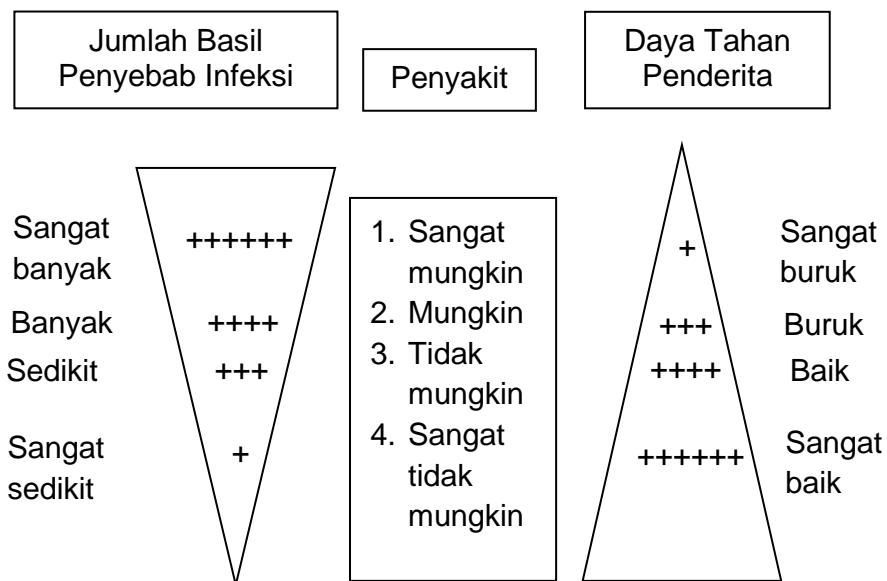 Jumlah Basil
Penyebab Infeksi
Penyakit
Daya Tahan
Penderita
Sangat
banyak
++++++
Banyak
++++
Sedikit
+++
Sangat
sedikit
+
1. Sangat
mungkin
2. Mungkin
3. Tidak
mungkin
4. Sangat
tidak
mungkin
+
Sangat
buruk
+++
Buruk
++++
Baik
++++++
Sangat
baik